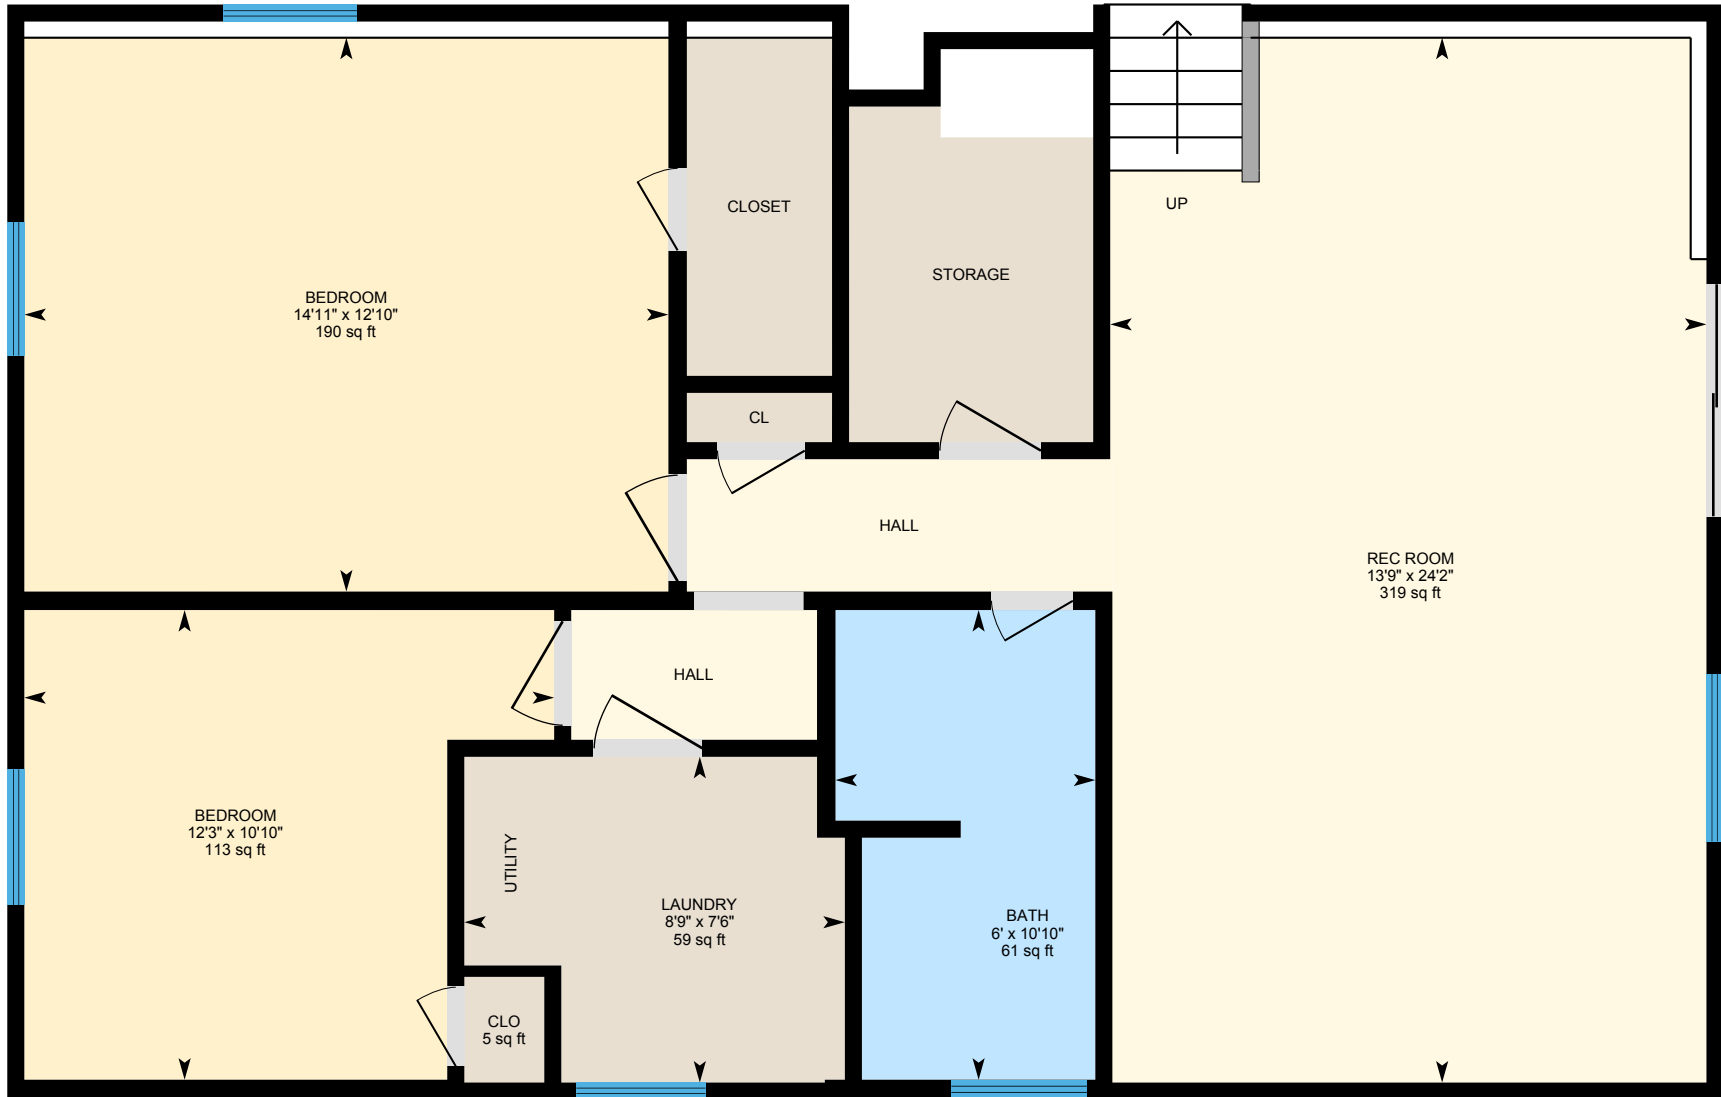 UP
CLOSET
STORAGE
BEDROOM
14'11" x 12'10"
190 sq ft
CL
HALL
REC ROOM
13'9" x 24'2"
319 sq ft
HALL
BEDROOM
12'3" x 10'10"
113 sq ft
UTILITY
LAUNDRY
8'9" x 7'6"
59 sq ft
BATH
6' x 10'10"
61 sq ft
CLO
5 sq ft